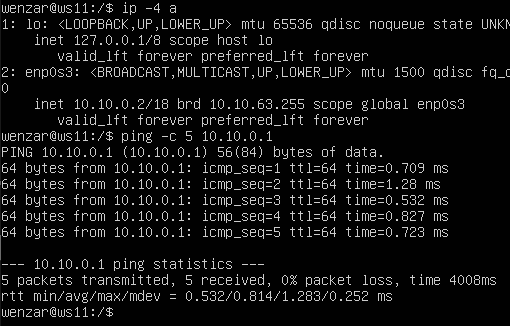 wenzar@ws11:/$ ip -4 a
1: lo: <LOOPBACK,UP,LOWER_UP> mtu 65536 qdisc noqueue state UNKN
inet 127.0.0.1/8 scope host lo
valid_lft forever preferred_lft forever
2: enp0s3: <BROADCAST,MULTICAST,UP,LOWER_UP> mtu 1500 qdisc fq_c
0
inet 10.10.0.2/18 brd 10.10.63.255 scope global enp0s3
valid_lft forever preferred_lft forever
wenzar@ws11:/$ ping -c 5 10.10.0.1
PING 10.10.0.1 (10.10.0.1) 56(84) bytes of data.
64 bytes from 10.10.0.1: icmp_seq=1 ttl=64 time=0.709 ms
64 bytes from 10.10.0.1: icmp_seq=2 ttl=64 time=1.28 ms
64 bytes from 10.10.0.1: icmp_seq=3 ttl=64 time=0.532 ms
64 bytes from 10.10.0.1: icmp_seq=4 ttl=64 time=0.827 ms
64 bytes from 10.10.0.1: icmp_seq=5 ttl=64 time=0.723 ms

--- 10.10.0.1 ping statistics ---
5 packets transmitted, 5 received, 0% packet loss, time 4008ms
rtt min/avg/max/mdev = 0.532/0.814/1.283/0.252 ms
wenzar@ws11:/$